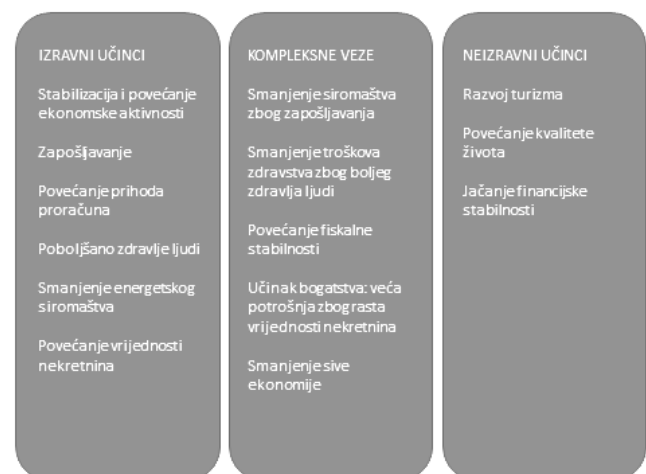 IZRAVNI UČINCI
Stabilizacija i povećanje
ekonomske aktivnosti
Zapošljavanje
Povećanje prihoda
proračuna
Poboljšano zdravlje ljudi
Smanjenje energetskog
siromaštva
Povećanje vrijednosti
nekretnina
KOMPLEKSNE VEZE
Smanjenje siromaštva
zbog zapošljavanja
Smanjenje troškova
zdravstva zbog boljeg
zdravlja ljudi
Povećanje fiskalne
stabilnosti
Učinak bogatstva: veća
potrošnja zbog rasta
vrijednosti nekretnina
Smanjenje sive
ekonomije
NEIZRAVNI UČINCI
Razvoj turizma
Povećanje kvalitete
života
Jačanje financijske
stabilnosti